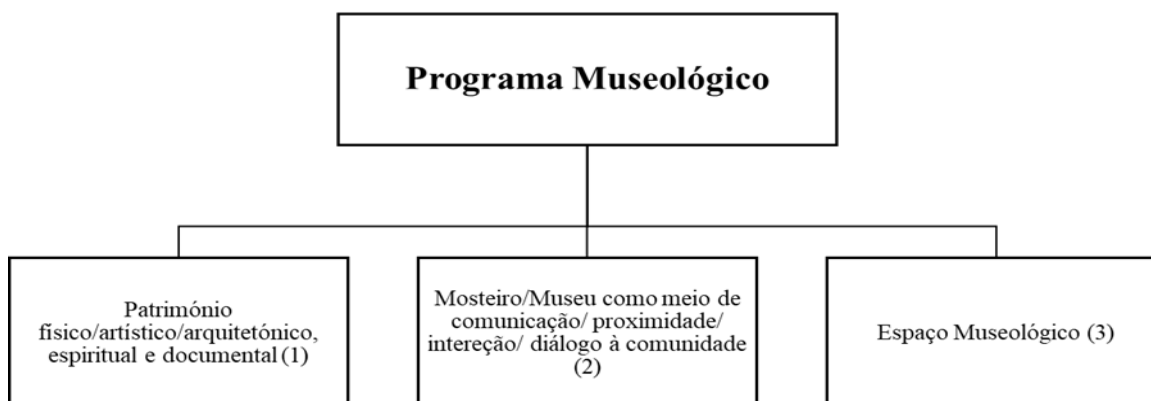 Programa Museológico
Património
físico/artístico/arquitetónico,
espiritual e documental (1)
Mosteiro/Museu como meio de
comunicação/ proximidade/
intereção/ diálogo à comunidade
(2)
Espaço Museológico (3)